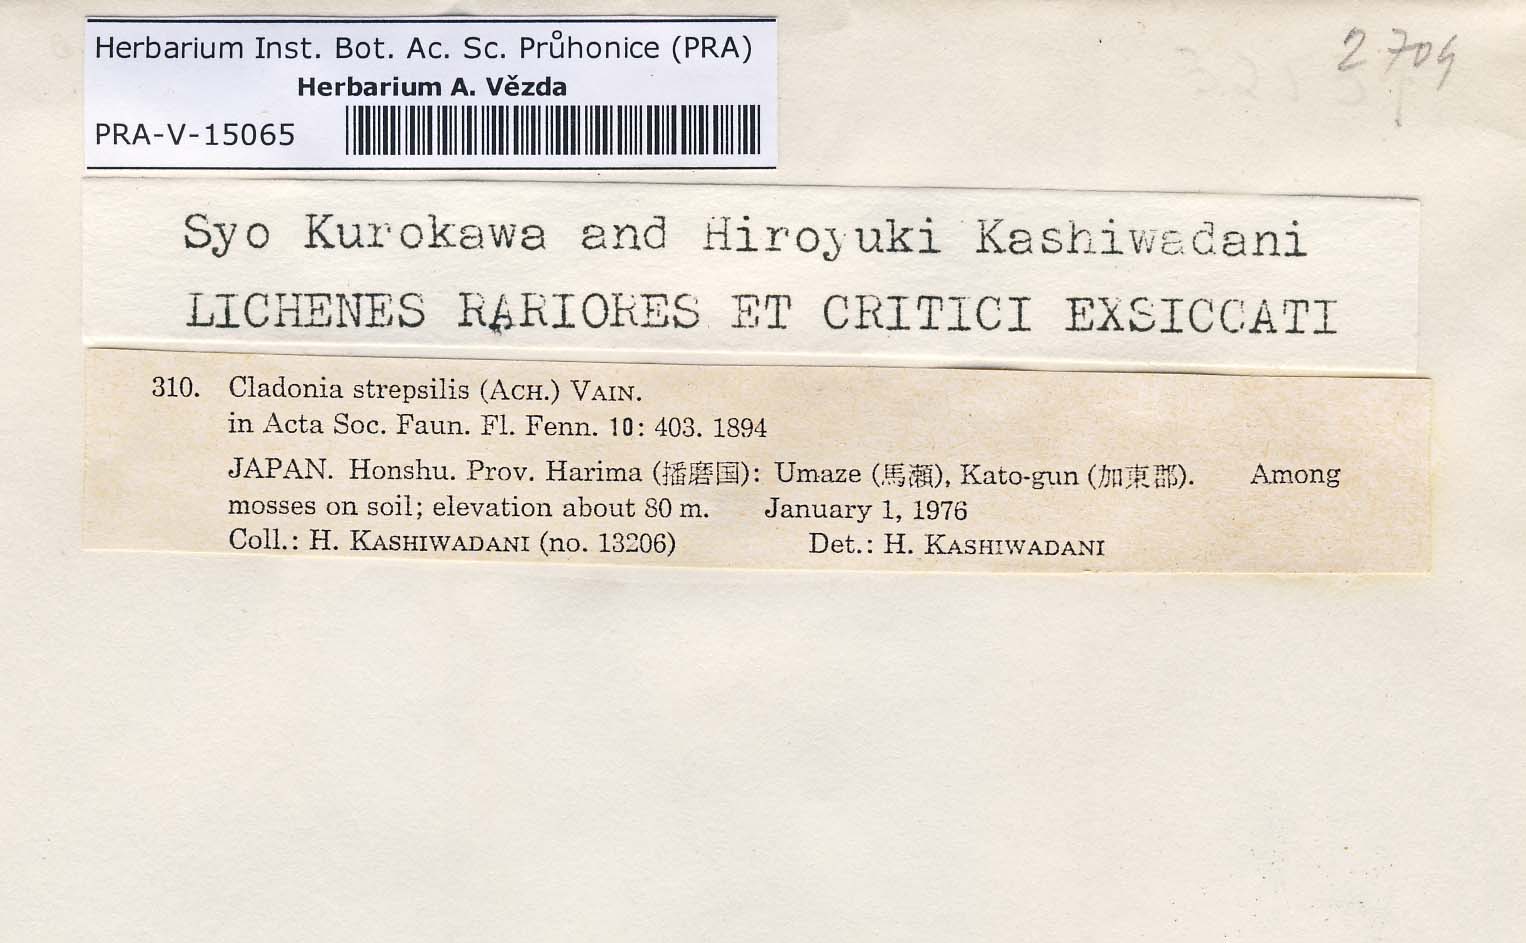 Herbarium Inst. Bot. Ac. Sc. Průhonice (PRA)
Herbarium A. Vězda
PRA-V-15065
2709
Syo Kurokawa and Hiroyuki Kashiwadani
LICHENES RARIORES ET CRITICI EXSICCATI
310. Cladonia strepsilis (ACH.) VAIN.
in Acta Soc. Faun. Fl. Fenn. 10: 403. 1894
JAPAN. Honshu. Prov. Harima (播磨国): Umaze (馬瀬), Kato-gun (加東郡). Among
mosses on soil; elevation about 80 m. January 1, 1976
Coll.: H. KASHIWADANI (no. 13206) Det.: H. KASHIWADANI